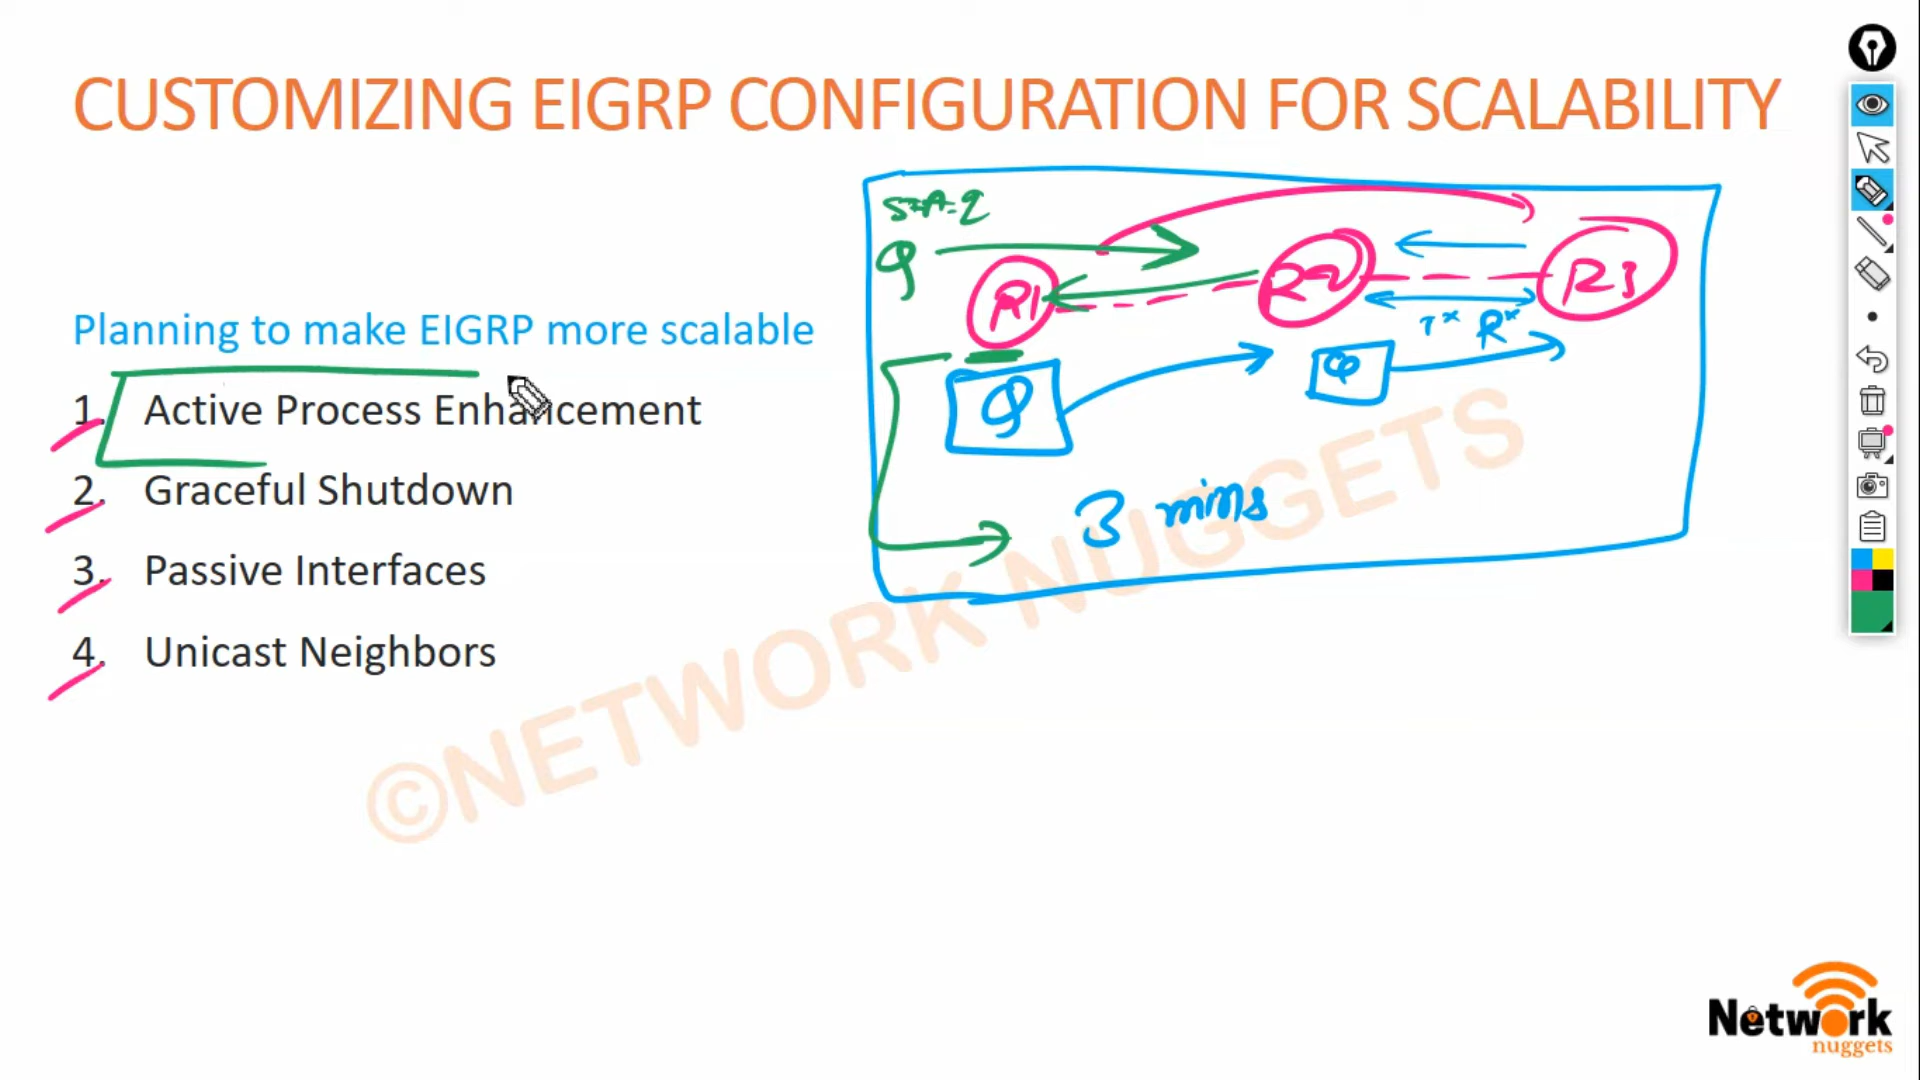 CUSTOMIZING EIGRP CONFIGURATION FOR SCALABILITY
Planning to make EIGRP more scalable
1. Active Process Enhancement
2. Graceful Shutdown
3. Passive Interfaces
4. Unicast Neighbors
Q
R1
R2
R3
Q
Q
3 mins
©NETWORK NUGGETS
Network
nuggets